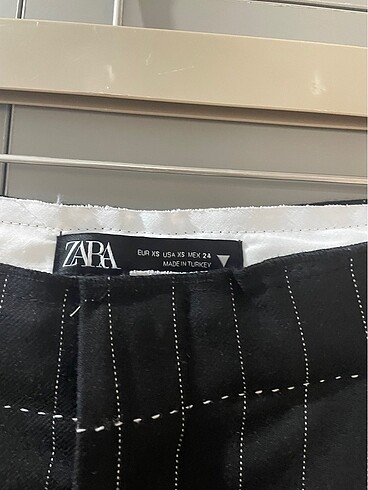 ZARA
EUR XS USA XS MEX 24
MADE IN TURKEY